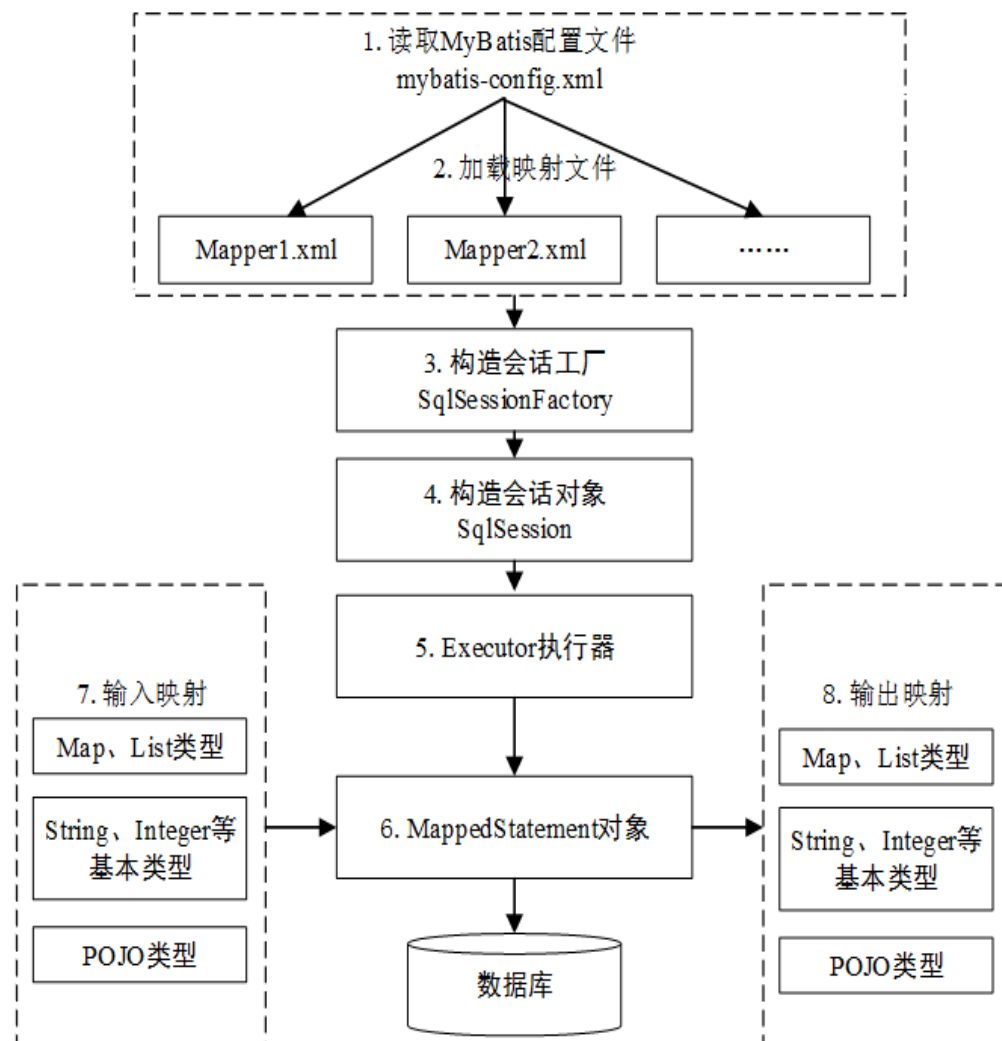 1. 读取MyBatis配置文件
mybatis-config.xml
2. 加载映射文件
Mapper1.xml
Mapper2.xml
……
3. 构造会话工厂
SqlSessionFactory
4. 构造会话对象
SqlSession
5. Executor执行器
7. 输入映射
Map、List类型
String、Integer等
基本类型
POJO类型
6. MappedStatement对象
数据库
8. 输出映射
Map、List类型
String、Integer等
基本类型
POJO类型